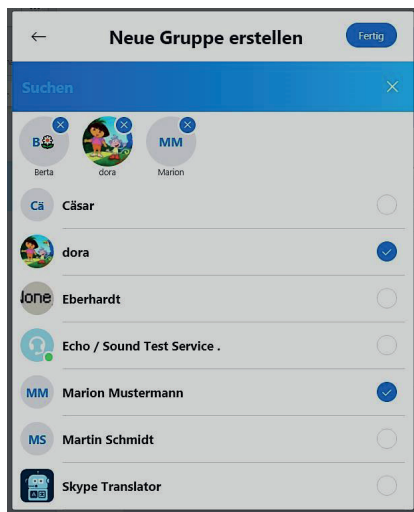 Neue Gruppe erstellen
Fertig
Suchen
B
MM
Berta
dora
Marion
Cä Cäsar
dora
Eberhardt
Echo / Sound Test Service .
MM Marion Mustermann
MS Martin Schmidt
Skype Translator